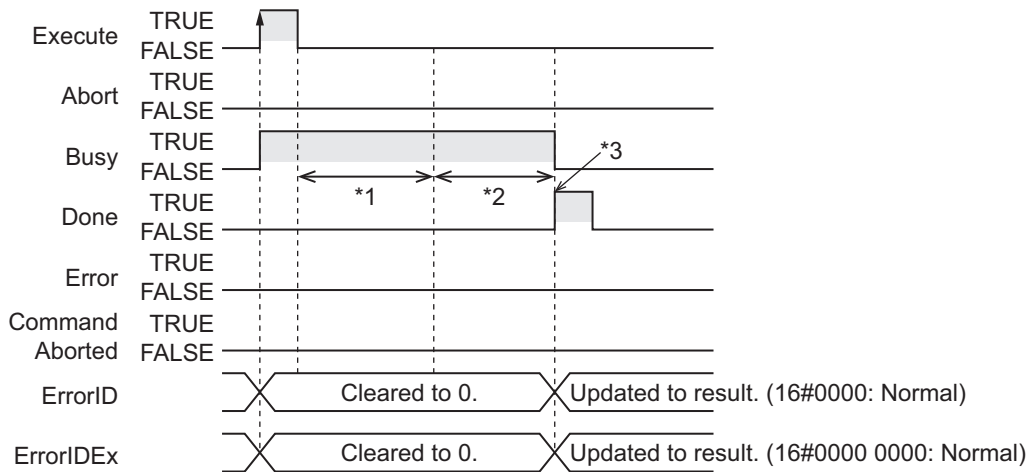 Execute TRUE
FALSE
Abort TRUE
FALSE
Busy TRUE
FALSE
*1 *2 *3
Done TRUE
FALSE
Error TRUE
FALSE
Command TRUE
Aborted FALSE
ErrorID Cleared to 0. Updated to result. (16#0000: Normal)
ErrorIDEx Cleared to 0. Updated to result. (16#0000 0000: Normal)